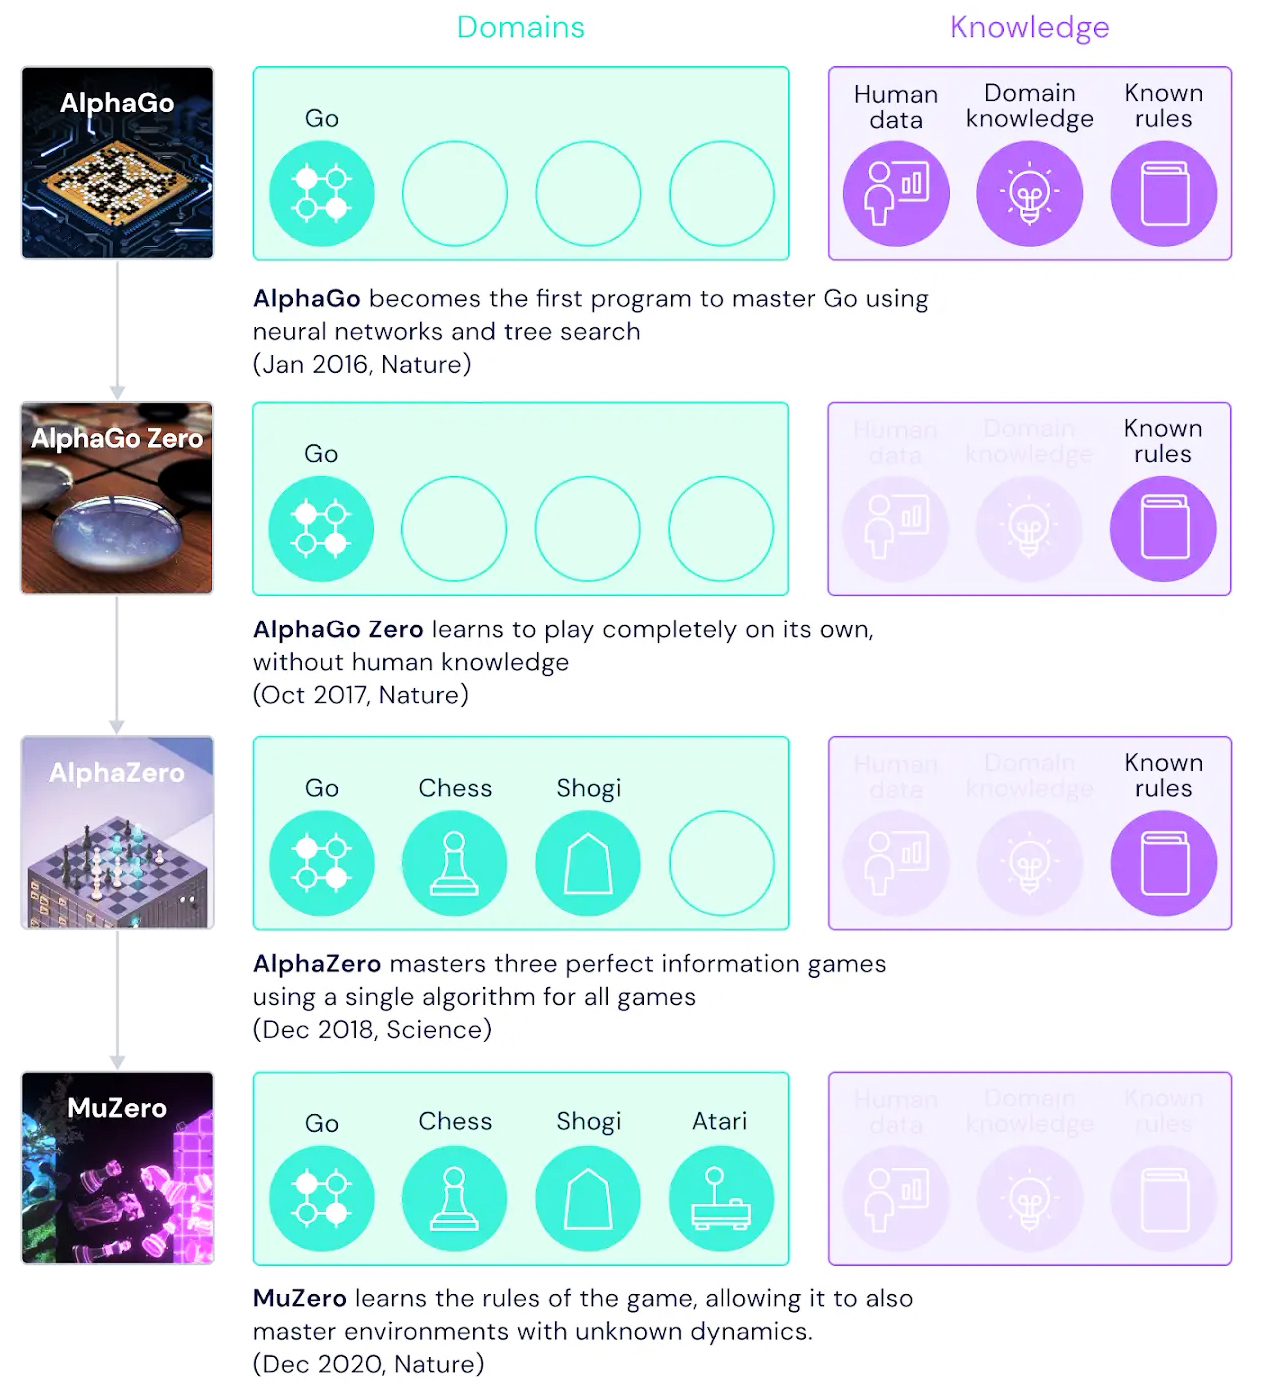 Domains
Knowledge
AlphaGo
Go
Human
data
Domain
knowledge
Known
rules
AlphaGo becomes the first program to master Go using
neural networks and tree search
(Jan 2016, Nature)
AlphaGo Zero
Go
Human
data
Domain
knowledge
Known
rules
AlphaGo Zero learns to play completely on its own,
without human knowledge
(Oct 2017, Nature)
AlphaZero
Go
Chess
Shogi
Human
data
Domain
knowledge
Known
rules
AlphaZero masters three perfect information games
using a single algorithm for all games
(Dec 2018, Science)
MuZero
Go
Chess
Shogi
Atari
Human
data
Domain
knowledge
Known
rules
MuZero learns the rules of the game, allowing it to also
master environments with unknown dynamics.
(Dec 2020, Nature)